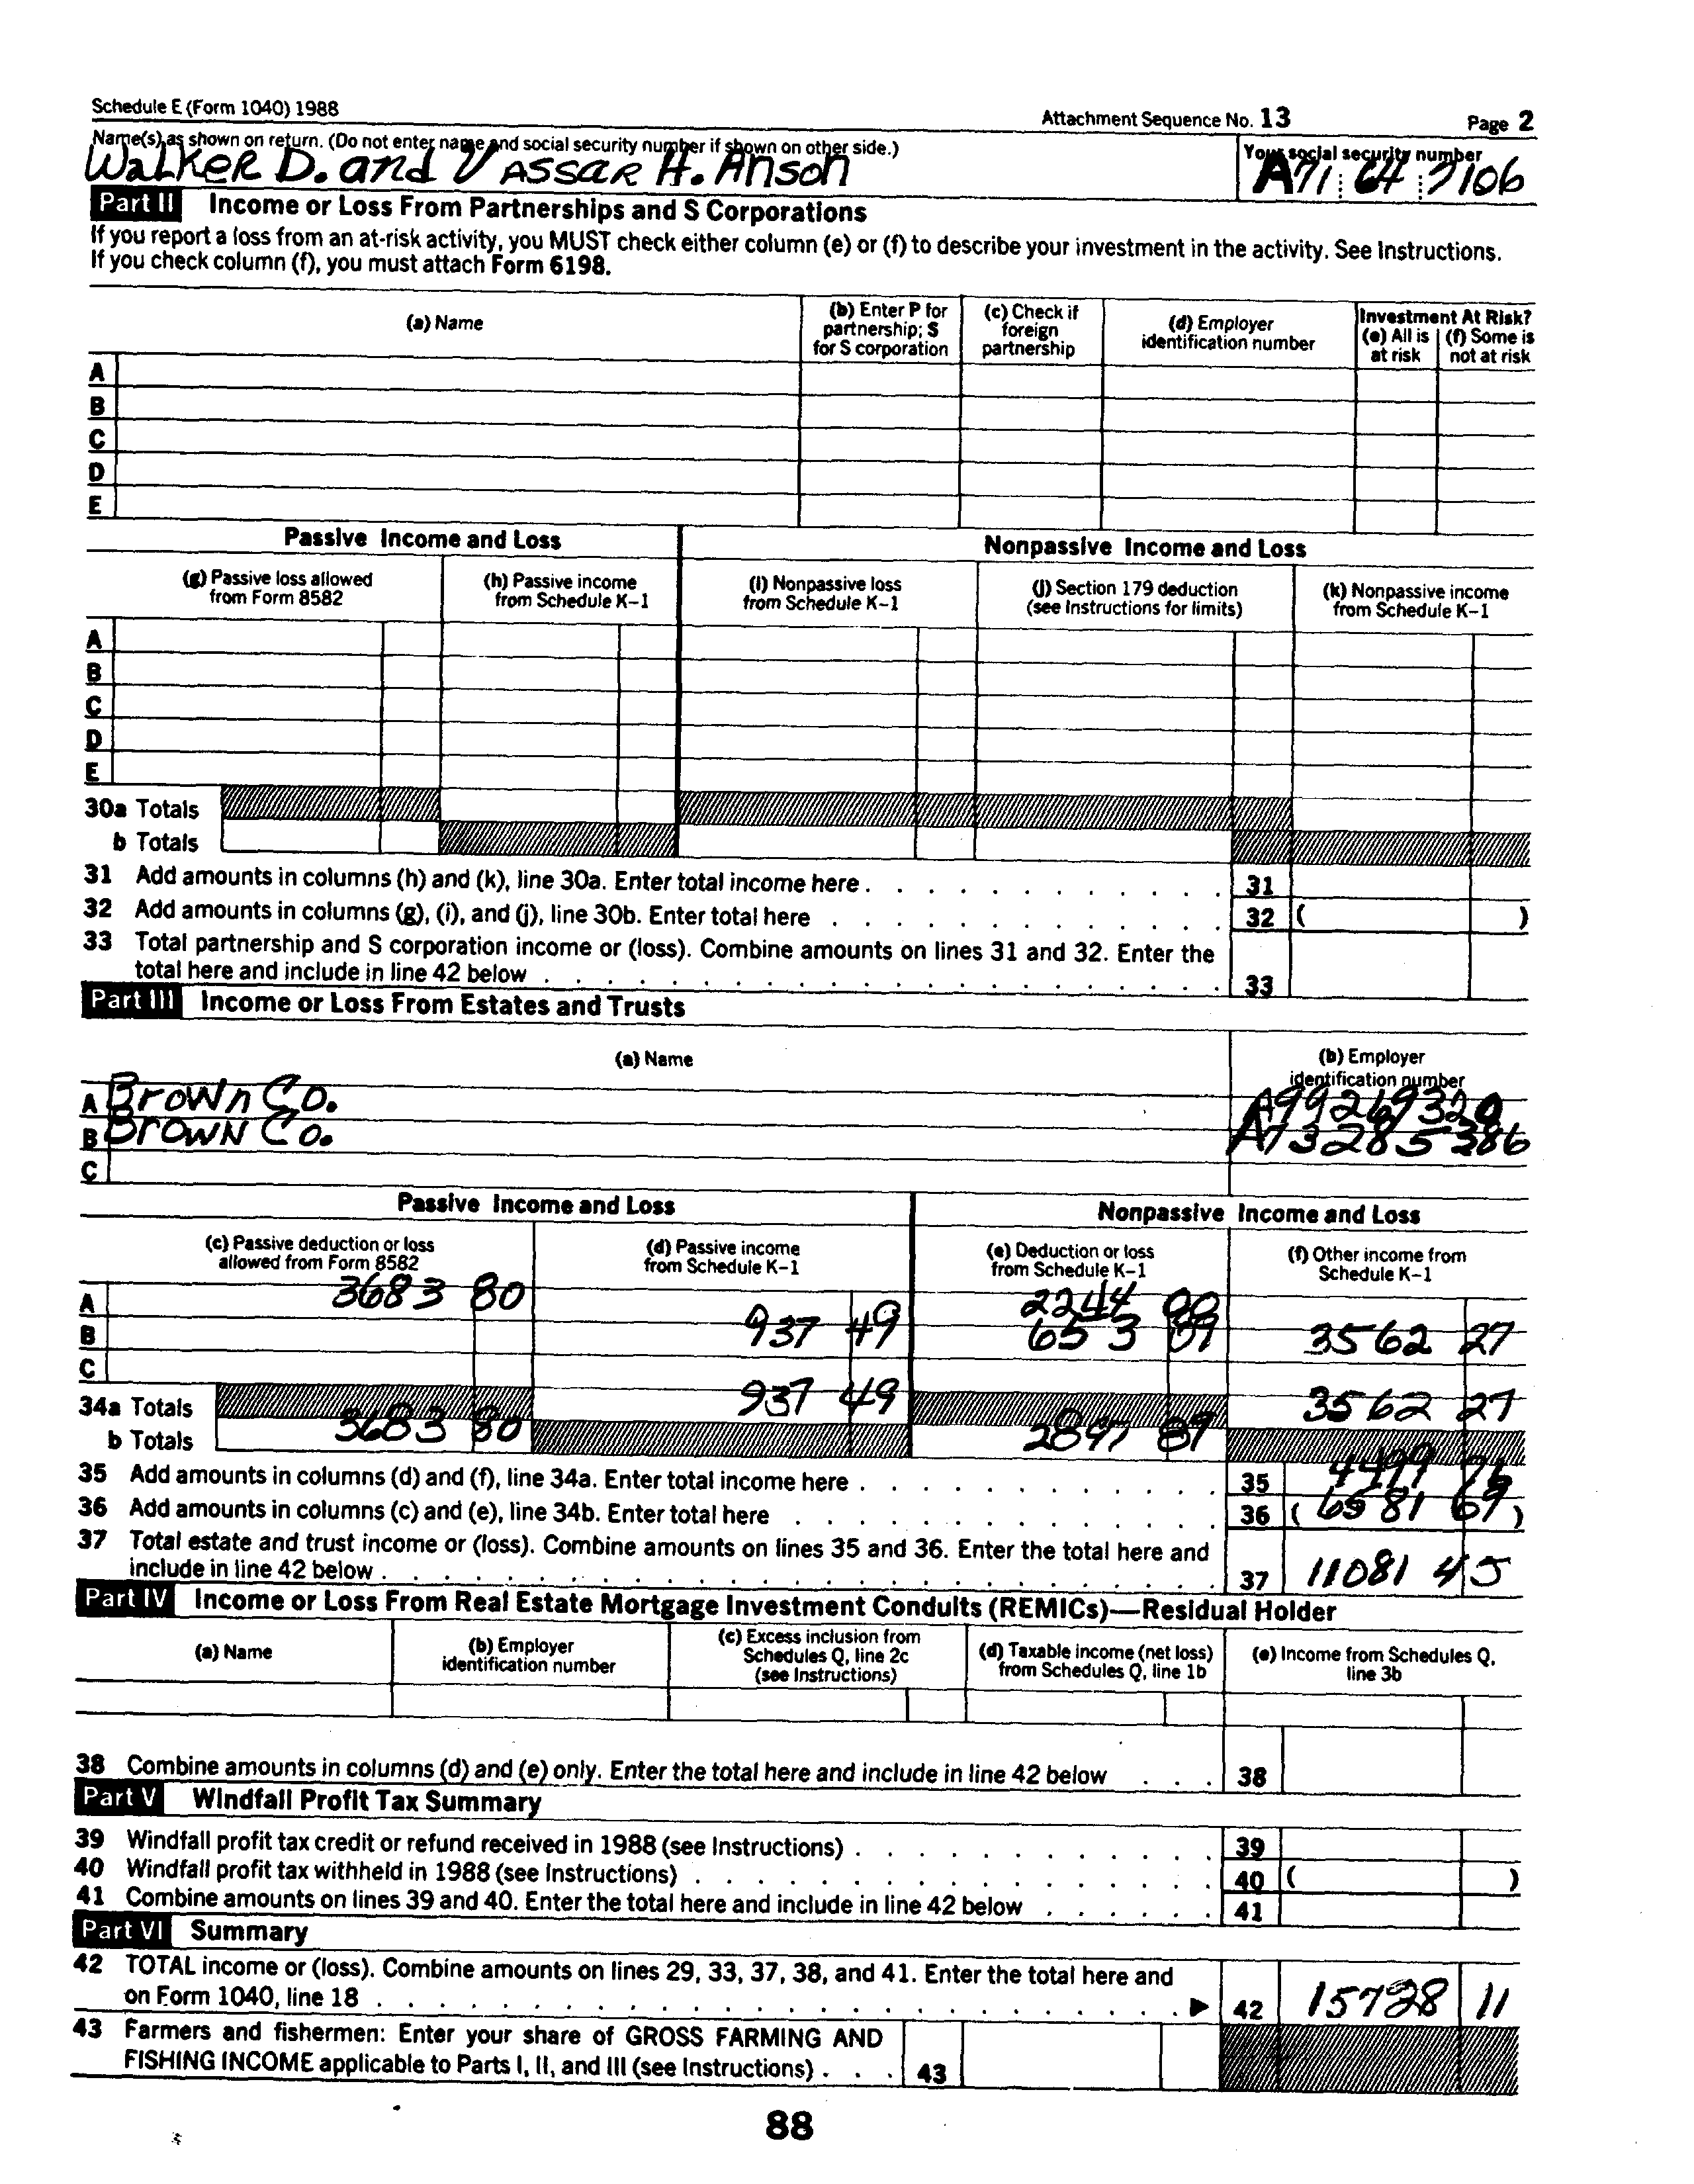 Schedule E (Form 1040) 1988 Attachment Sequence No. 13 Page 2
Name(s) as shown on return. (Do not enter name and social security number if shown on other side.) Your social security number
Walker D. and Vassar H. Anson A71 64 7106
Part II Income or Loss From Partnerships and S Corporations
If you report a loss from an at-risk activity, you MUST check either column (e) or (f) to describe your investment in the activity. See Instructions.
If you check column (f), you must attach Form 6198.
(a) Name (b) Enter P for partnership; S for S corporation (c) Check if foreign partnership (d) Employer identification number Investment At Risk? (e) All is at risk (f) Some is not at risk
A
B
C
D
E
Passive Income and Loss Nonpassive Income and Loss
(g) Passive loss allowed from Form 8582 (h) Passive income from Schedule K-1 (i) Nonpassive loss from Schedule K-1 (j) Section 179 deduction (see Instructions for limits) (k) Nonpassive income from Schedule K-1
A
B
C
D
E
30a Totals
b Totals
31 Add amounts in columns (h) and (k), line 30a. Enter total income here . 31
32 Add amounts in columns (g), (i), and (j), line 30b. Enter total here . 32 ( )
33 Total partnership and S corporation income or (loss). Combine amounts on lines 31 and 32. Enter the
total here and include in line 42 below . 33
Part III Income or Loss From Estates and Trusts
(a) Name (b) Employer identification number
A Brown Co. A99269320
B Brown Co. A73285386
C
Passive Income and Loss Nonpassive Income and Loss
(c) Passive deduction or loss allowed from Form 8582 (d) Passive income from Schedule K-1 (e) Deduction or loss from Schedule K-1 (f) Other income from Schedule K-1
A 3683 80 2244 00
B 937 49 653 89 3562 27
C
34a Totals 937 49 3562 27
b Totals 3683 80 2897 89
35 Add amounts in columns (d) and (f), line 34a. Enter total income here . 35 4499 76
36 Add amounts in columns (c) and (e), line 34b. Enter total here . 36 ( 6581 69 )
37 Total estate and trust income or (loss). Combine amounts on lines 35 and 36. Enter the total here and
include in line 42 below . 37 11081 45
Part IV Income or Loss From Real Estate Mortgage Investment Conduits (REMICs)—Residual Holder
(a) Name (b) Employer identification number (c) Excess inclusion from Schedules Q, line 2c (see Instructions) (d) Taxable income (net loss) from Schedules Q, line 1b (e) Income from Schedules Q, line 3b
38 Combine amounts in columns (d) and (e) only. Enter the total here and include in line 42 below . 38
Part V Windfall Profit Tax Summary
39 Windfall profit tax credit or refund received in 1988 (see Instructions) . 39
40 Windfall profit tax withheld in 1988 (see Instructions) . 40 ( )
41 Combine amounts on lines 39 and 40. Enter the total here and include in line 42 below . 41
Part VI Summary
42 TOTAL income or (loss). Combine amounts on lines 29, 33, 37, 38, and 41. Enter the total here and
on Form 1040, line 18 . ▶ 42 15728 11
43 Farmers and fishermen: Enter your share of GROSS FARMING AND
FISHING INCOME applicable to Parts I, II, and III (see Instructions) . 43
88